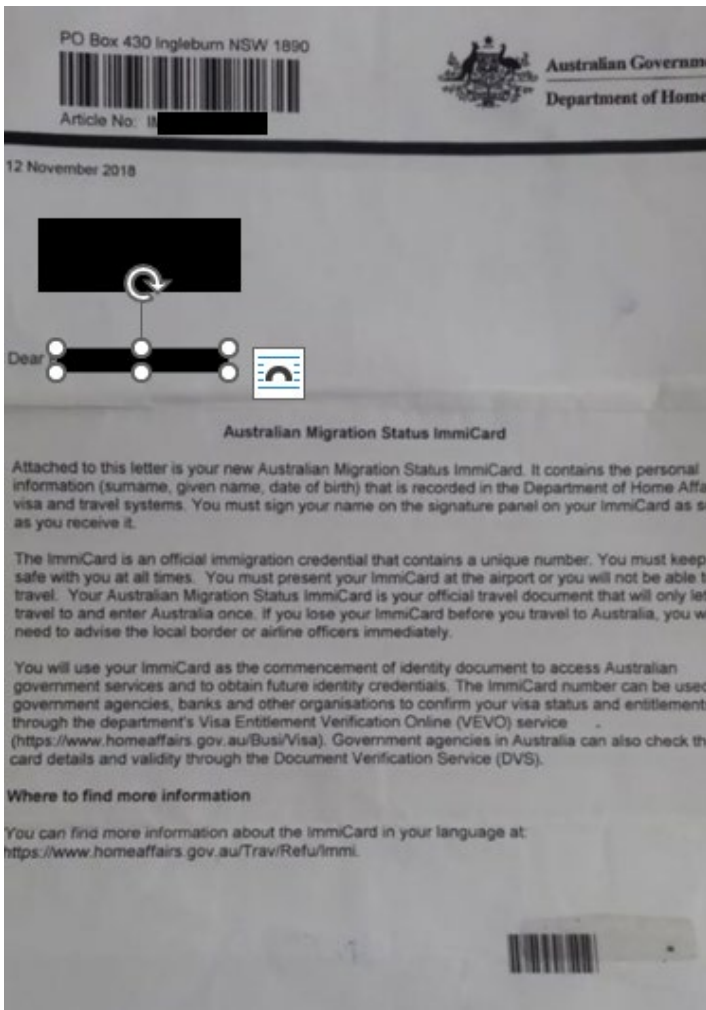 PO Box 430 Ingleburn NSW 1890
Australian Governm
Department of Home
Article No:
12 November 2018
Dear
Australian Migration Status ImmiCard
Attached to this letter is your new Australian Migration Status ImmiCard. It contains the personal
information (surname, given name, date of birth) that is recorded in the Department of Home Affa
visa and travel systems. You must sign your name on the signature panel on your ImmiCard as s
as you receive it.
The ImmiCard is an official immigration credential that contains a unique number. You must keep
safe with you at all times. You must present your ImmiCard at the airport or you will not be able t
travel. Your Australian Migration Status ImmiCard is your official travel document that will only let
travel to and enter Australia once. If you lose your ImmiCard before you travel to Australia, you w
need to advise the local border or airline officers immediately.
You will use your ImmiCard as the commencement of identity document to access Australian
government services and to obtain future identity credentials. The ImmiCard number can be used
government agencies, banks and other organisations to confirm your visa status and entitlement
through the department's Visa Entitlement Verification Online (VEVO) service
(https://www.homeaffairs.gov.au/Busi/Visa). Government agencies in Australia can also check th
card details and validity through the Document Verification Service (DVS).
Where to find more information
You can find more information about the ImmiCard in your language at:
https://www.homeaffairs.gov.au/Trav/Refu/Immi.